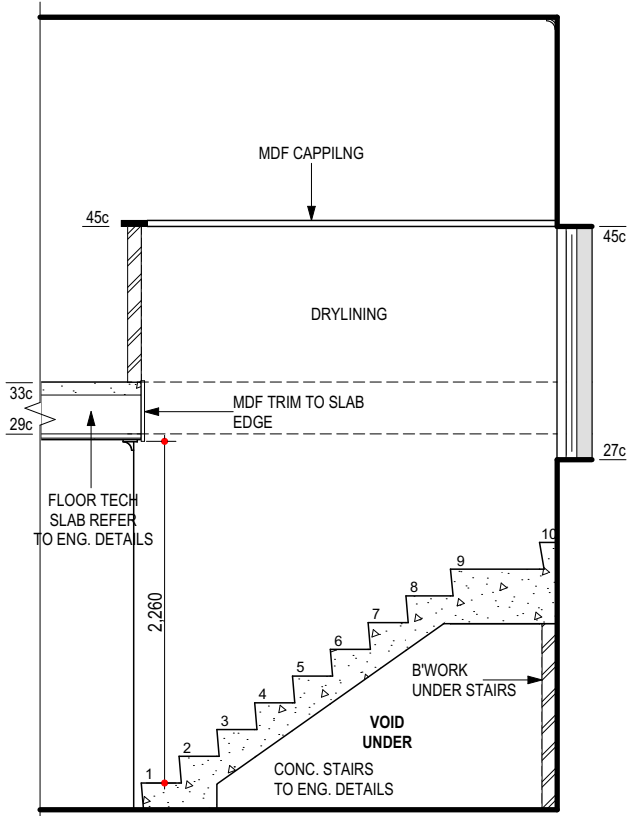 MDF CAPPILNG
45c
45c
DRYLINING
33c
MDF TRIM TO SLAB
EDGE
29c
27c
FLOOR TECH
SLAB REFER
TO ENG. DETAILS
10
9
8
7
6
5
4
3
2
1
2,260
B'WORK
UNDER STAIRS
VOID
UNDER
CONC. STAIRS
TO ENG. DETAILS